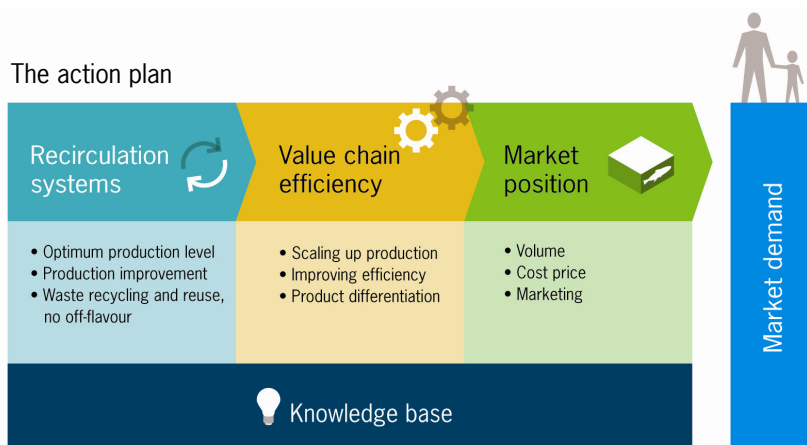 The action plan
Recirculation
systems
Value chain
efficiency
Market
position
• Optimum production level
• Production improvement
• Waste recycling and reuse,
no off-flavour
• Scaling up production
• Improving efficiency
• Product differentiation
• Volume
• Cost price
• Marketing
Knowledge base
Market demand